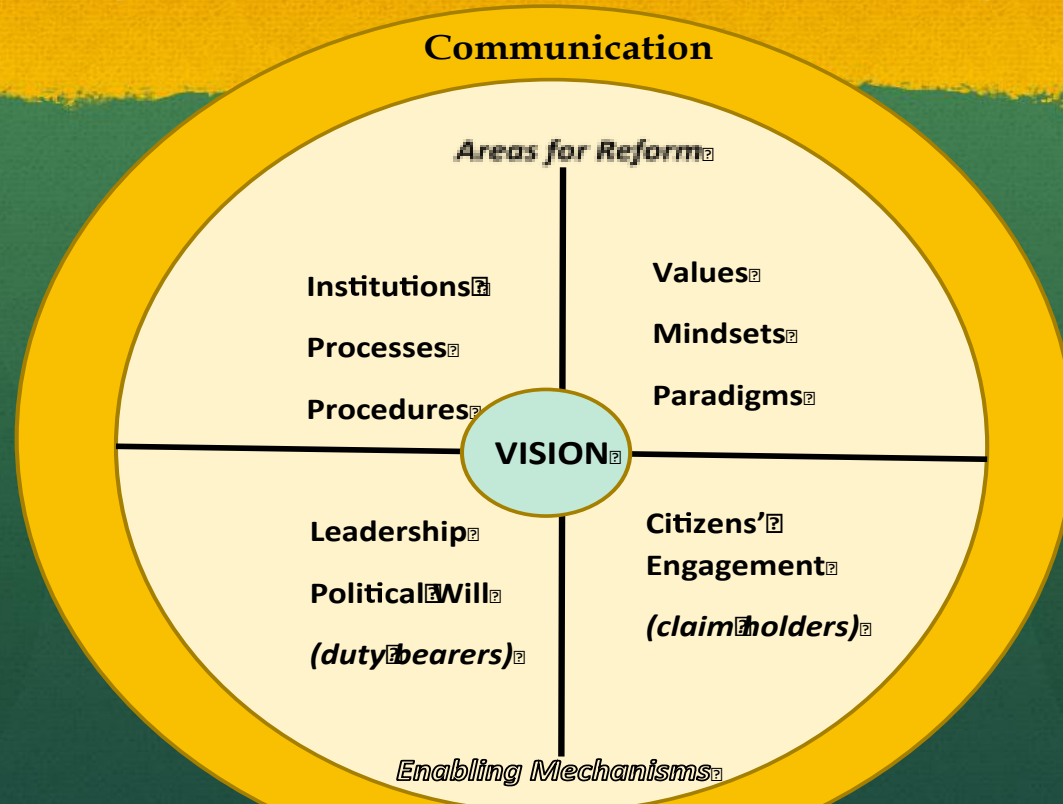 Communication
Areas for Reform
Institutions
Processes
Procedures
Values
Mindsets
Paradigms
VISION
Leadership
Political Will
(duty bearers)
Citizens’
Engagement
(claim holders)
Enabling Mechanisms